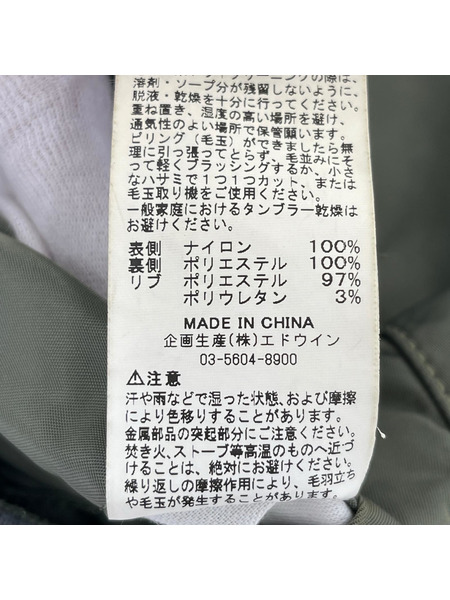 クリーニングの際は、
溶剤・ソープ分が残留しないように、
脱液・乾燥を十分に行ってください。
重ね置き、湿度の高い場所を避け、
通気性のよい場所で保管願います。
ピリング(毛玉)ができましたら無
理に引っ張ってとらず、毛並みにそ
って軽くブラッシングするか、小さ
なハサミで1つ1つカット、または
毛玉取り機をご使用ください。
一般家庭におけるタンブラー乾燥は
お避けください。
表側 ナイロン 100%
裏側 ポリエステル 100%
リブ ポリエステル 97%
ポリウレタン 3%
MADE IN CHINA
企画生産(株)エドウイン
03-5604-8900
⚠注意
汗や雨などで湿った状態、および摩擦
により色移りすることがあります。
金属部品の突起部分にご注意ください。
焚き火、ストーブ等高温のものへ近づ
けることは、絶対にお避けください。
繰り返しの摩擦作用により、毛羽立ち
や毛玉が発生することがあります。